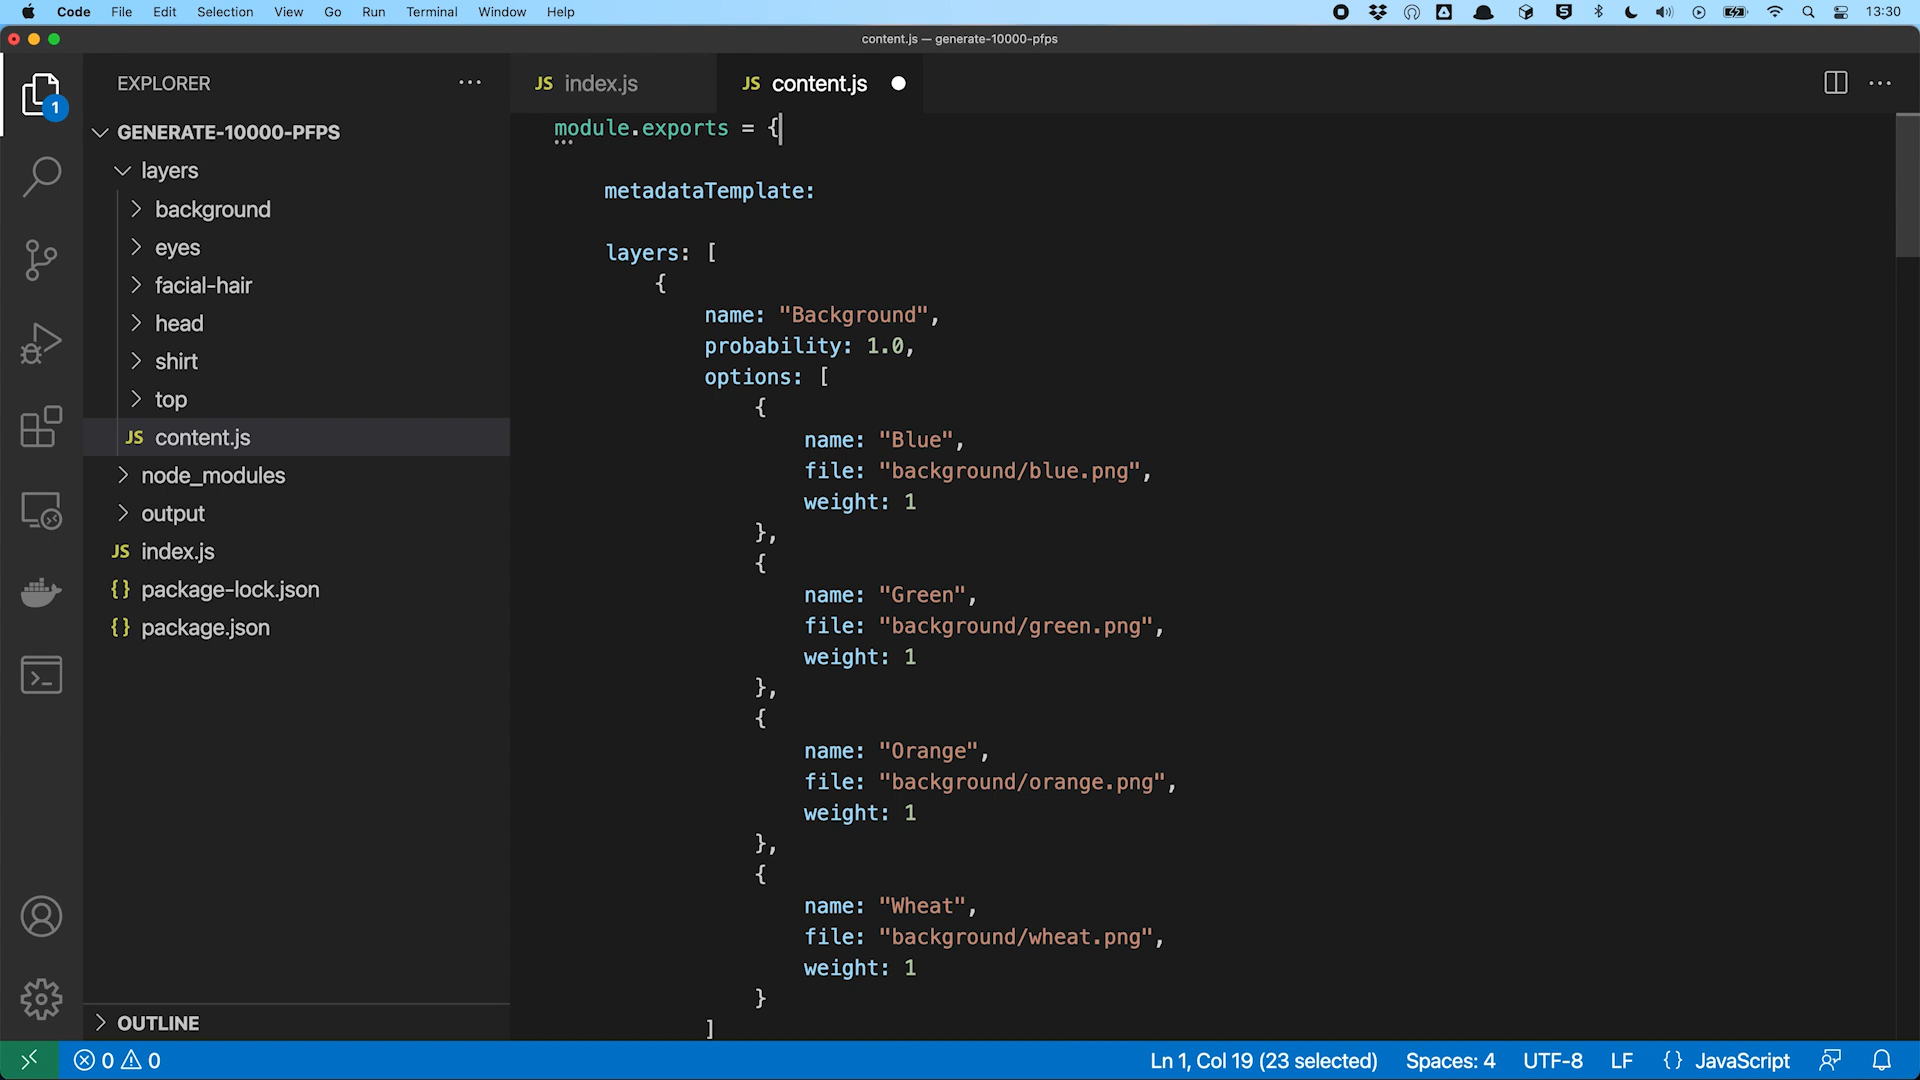 Code File Edit Selection View Go Run Terminal Window Help 13:30
content.js — generate-10000-pfps
EXPLORER
1
GENERATE-10000-PFPS
layers
background
eyes
facial-hair
head
shirt
top
JS content.js
node_modules
output
JS index.js
{} package-lock.json
{} package.json
OUTLINE
JS index.js
JS content.js
module.exports = {
metadataTemplate:
layers: [
{
name: "Background",
probability: 1.0,
options: [
{
name: "Blue",
file: "background/blue.png",
weight: 1
},
{
name: "Green",
file: "background/green.png",
weight: 1
},
{
name: "Orange",
file: "background/orange.png",
weight: 1
},
{
name: "Wheat",
file: "background/wheat.png",
weight: 1
}
]
0 0 Ln 1, Col 19 (23 selected) Spaces: 4 UTF-8 LF {} JavaScript